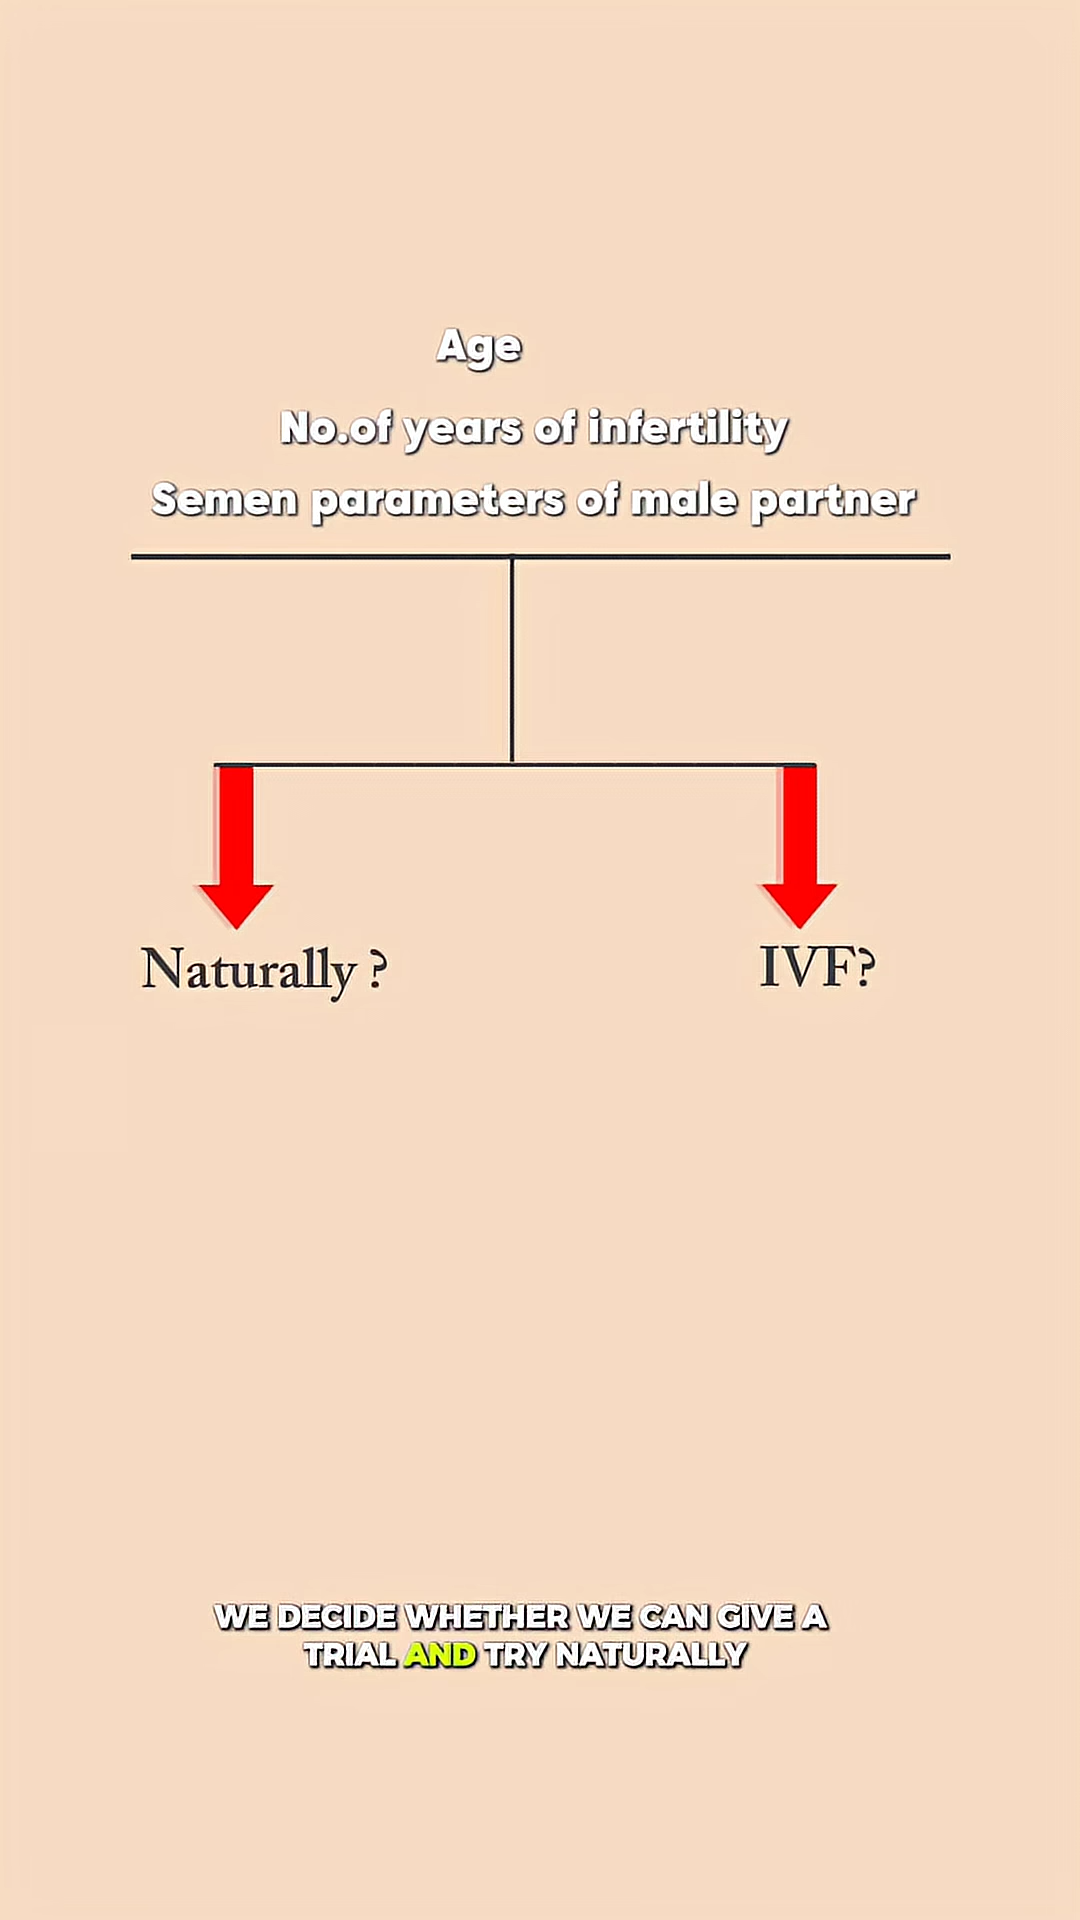 Age
No.of years of infertility
Semen parameters of male partner
Naturally ?
IVF?
WE DECIDE WHETHER WE CAN GIVE A
TRIAL AND TRY NATURALLY